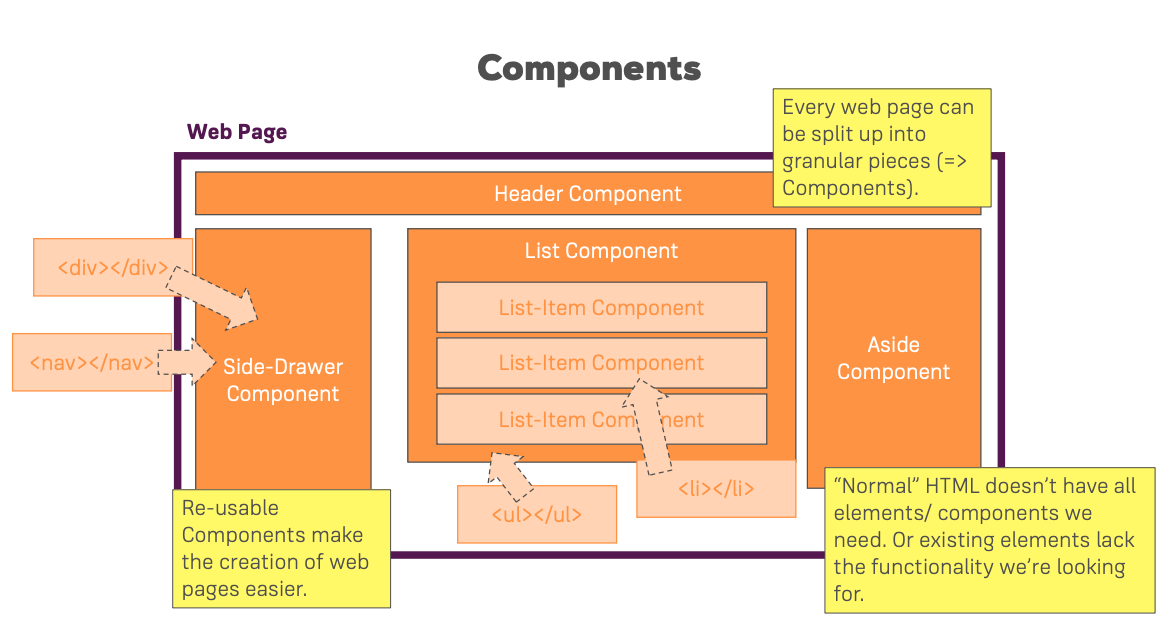 Components
Web Page
Every web page can
be split up into
granular pieces (=>
Components).
Header Component
<div></div>
<nav></nav>
Side-Drawer
Component
List Component
List-Item Component
List-Item Component
List-Item Component
<ul></ul>
<li></li>
Aside
Component
Re-usable
Components make
the creation of web
pages easier.
“Normal” HTML doesn’t have all
elements/ components we
need. Or existing elements lack
the functionality we’re looking
for.